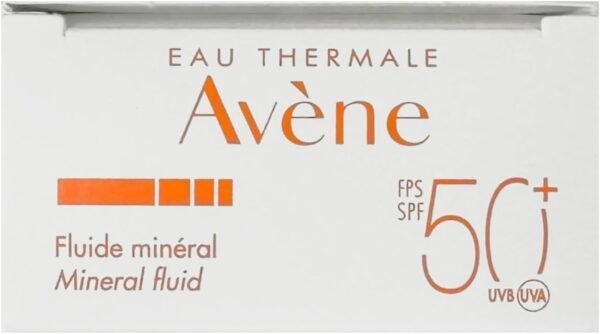 EAU THERMALE
Avène
FPS
SPF
50+
UVB UVA
Fluide minéral
Mineral fluid